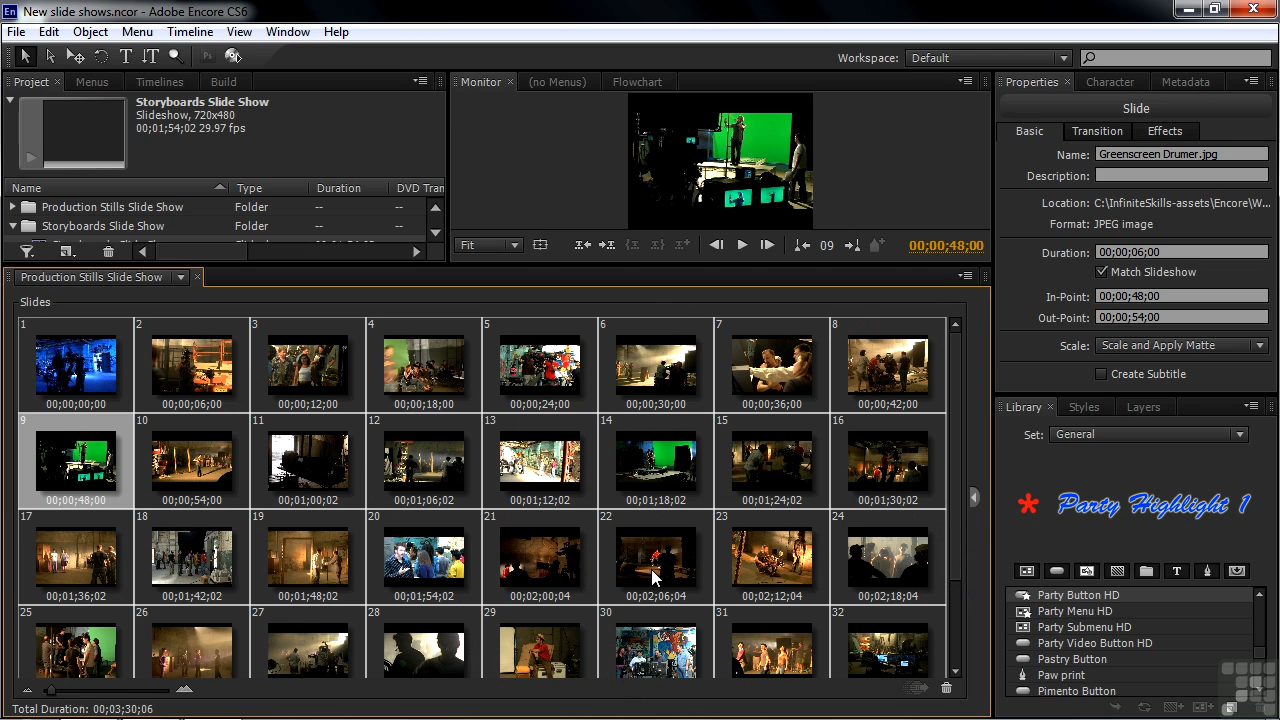 En New slide shows.ncor - Adobe Encore CS6
File Edit Object Menu Timeline View Window Help
Workspace: Default
Project Menus Timelines Build
Storyboards Slide Show
Slideshow, 720x480
00;01;54;02 29.97 fps
Name Type Duration DVD Tran
Production Stills Slide Show Folder --
Storyboards Slide Show Folder --
Monitor (no Menus) Flowchart
Fit 09 00;00;48;00
Properties Character Metadata
Slide
Basic Transition Effects
Name: Greenscreen Drumer.jpg
Description:
Location: C:\InfiniteSkills-assets\Encore\W...
Format: JPEG image
Duration: 00;00;06;00
Match Slideshow
In-Point: 00;00;48;00
Out-Point: 00;00;54;00
Scale: Scale and Apply Matte
Create Subtitle
Production Stills Slide Show
Slides
1 2 3 4 5 6 7 8
00;00;00;00 00;00;06;00 00;00;12;00 00;00;18;00 00;00;24;00 00;00;30;00 00;00;36;00 00;00;42;00
9 10 11 12 13 14 15 16
00;00;48;00 00;00;54;00 00;01;00;02 00;01;06;02 00;01;12;02 00;01;18;02 00;01;24;02 00;01;30;02
17 18 19 20 21 22 23 24
00;01;36;02 00;01;42;02 00;01;48;02 00;01;54;02 00;02;00;04 00;02;06;04 00;02;12;04 00;02;18;04
25 26 27 28 29 30 31 32
Total Duration: 00;03;30;06
Library Styles Layers
Set: General
* Party Highlight 1
Party Button HD
Party Menu HD
Party Submenu HD
Party Video Button HD
Pastry Button
Paw print
Pimento Button